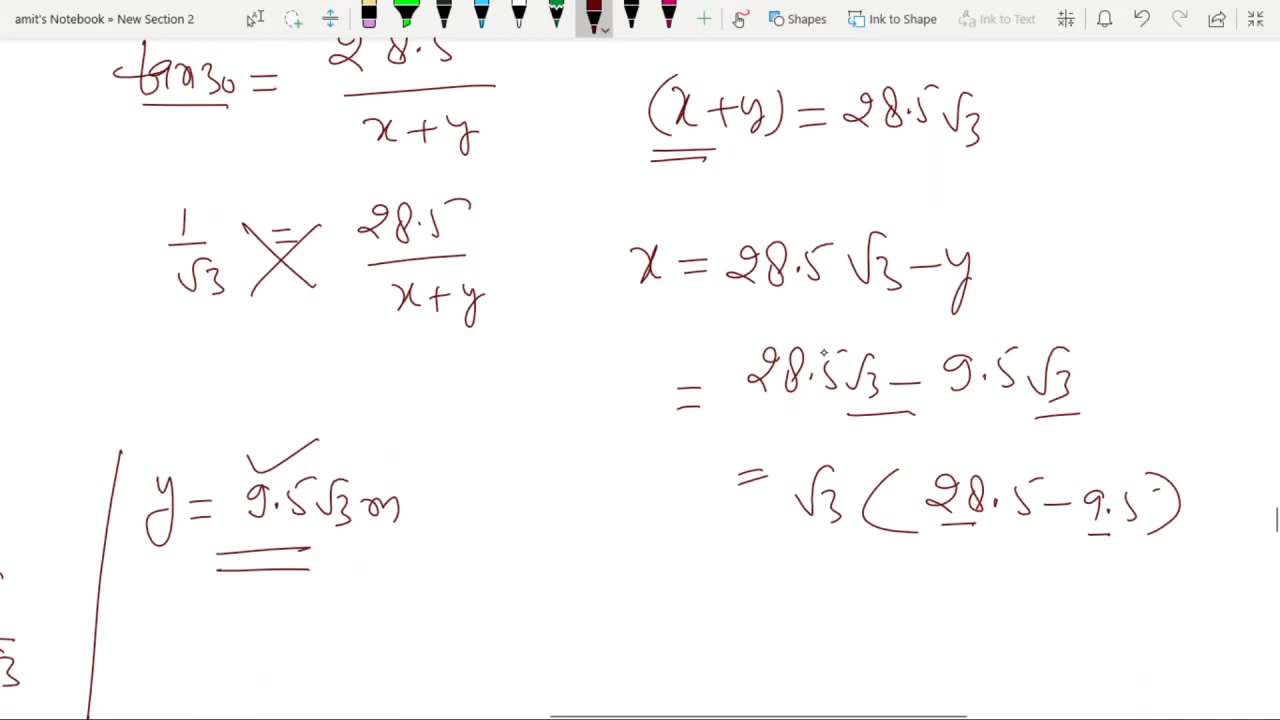 amit's Notebook » New Section 2
Shapes Ink to Shape Ink to Text
tan30 = 28.5 / x+y
1/√3 = 28.5 / x+y
y = 9.5√3 m
(x+y) = 28.5√3
x = 28.5√3 - y
= 28.5√3 - 9.5√3
= √3 (28.5 - 9.5)